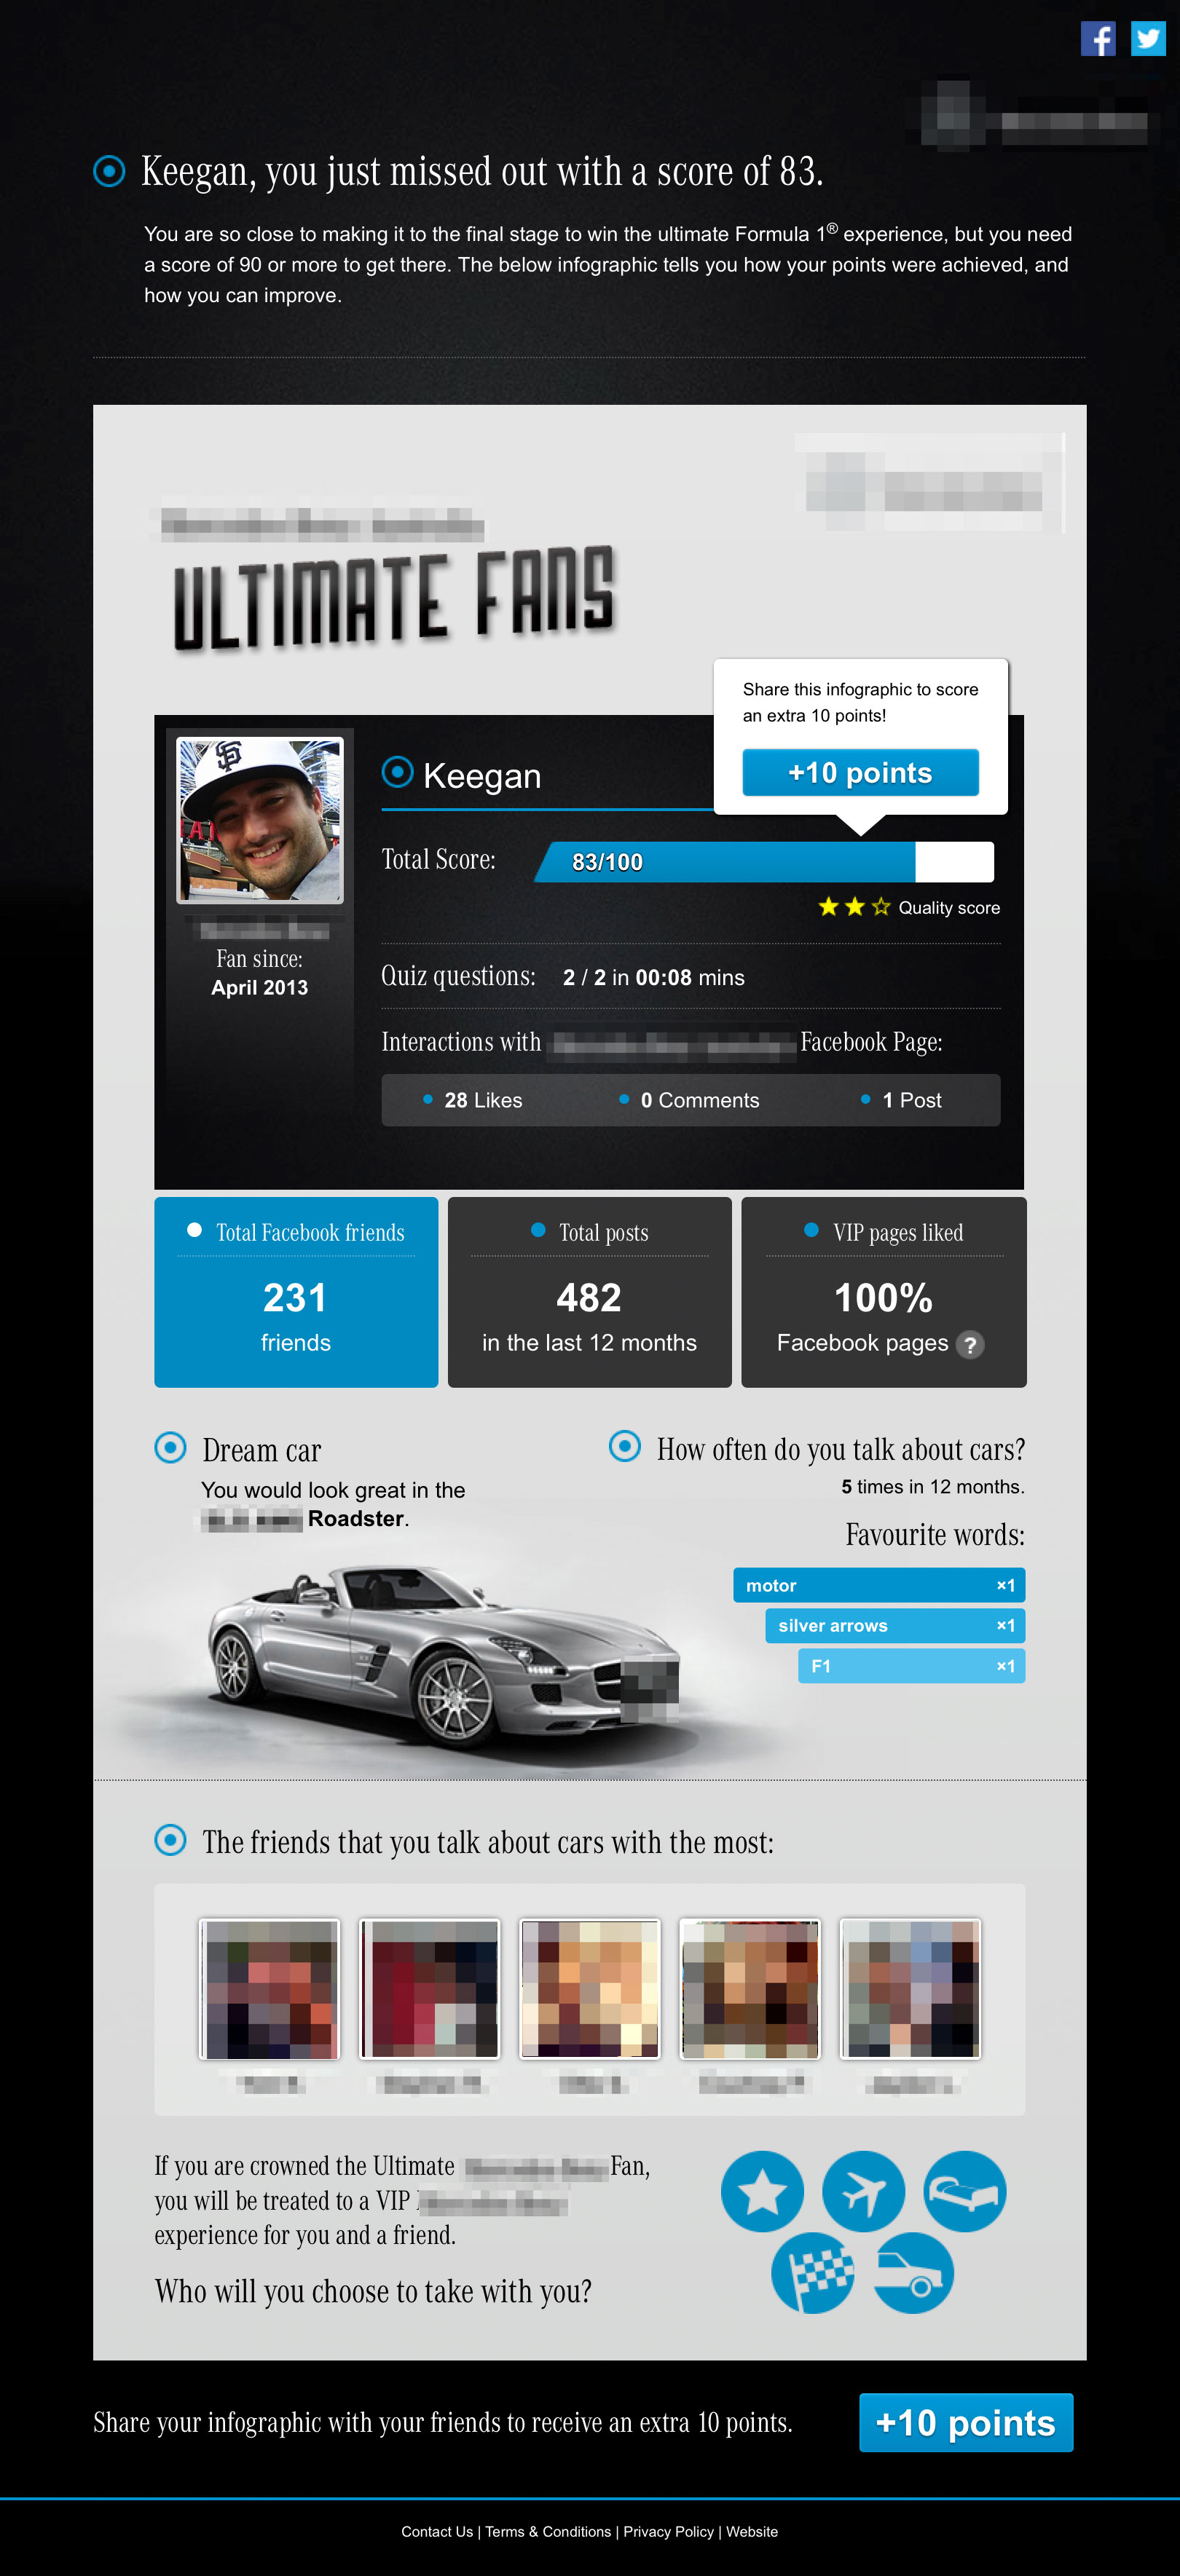 Keegan, you just missed out with a score of 83.
You are so close to making it to the final stage to win the ultimate Formula 1® experience, but you need
a score of 90 or more to get there. The below infographic tells you how your points were achieved, and
how you can improve.
ULTIMATE FANS
Share this infographic to score
an extra 10 points!
+10 points
Keegan
Total Score:
83/100
Quality score
Fan since:
April 2013
Quiz questions: 2 / 2 in 00:08 mins
Interactions with Facebook Page:
28 Likes
0 Comments
1 Post
Total Facebook friends
231
friends
Total posts
482
in the last 12 months
VIP pages liked
100%
Facebook pages ?
Dream car
You would look great in the
Roadster.
How often do you talk about cars?
5 times in 12 months.
Favourite words:
motor ×1
silver arrows ×1
F1 ×1
The friends that you talk about cars with the most:
If you are crowned the Ultimate Fan,
you will be treated to a VIP
experience for you and a friend.
Who will you choose to take with you?
Share your infographic with your friends to receive an extra 10 points.
+10 points
Contact Us | Terms & Conditions | Privacy Policy | Website